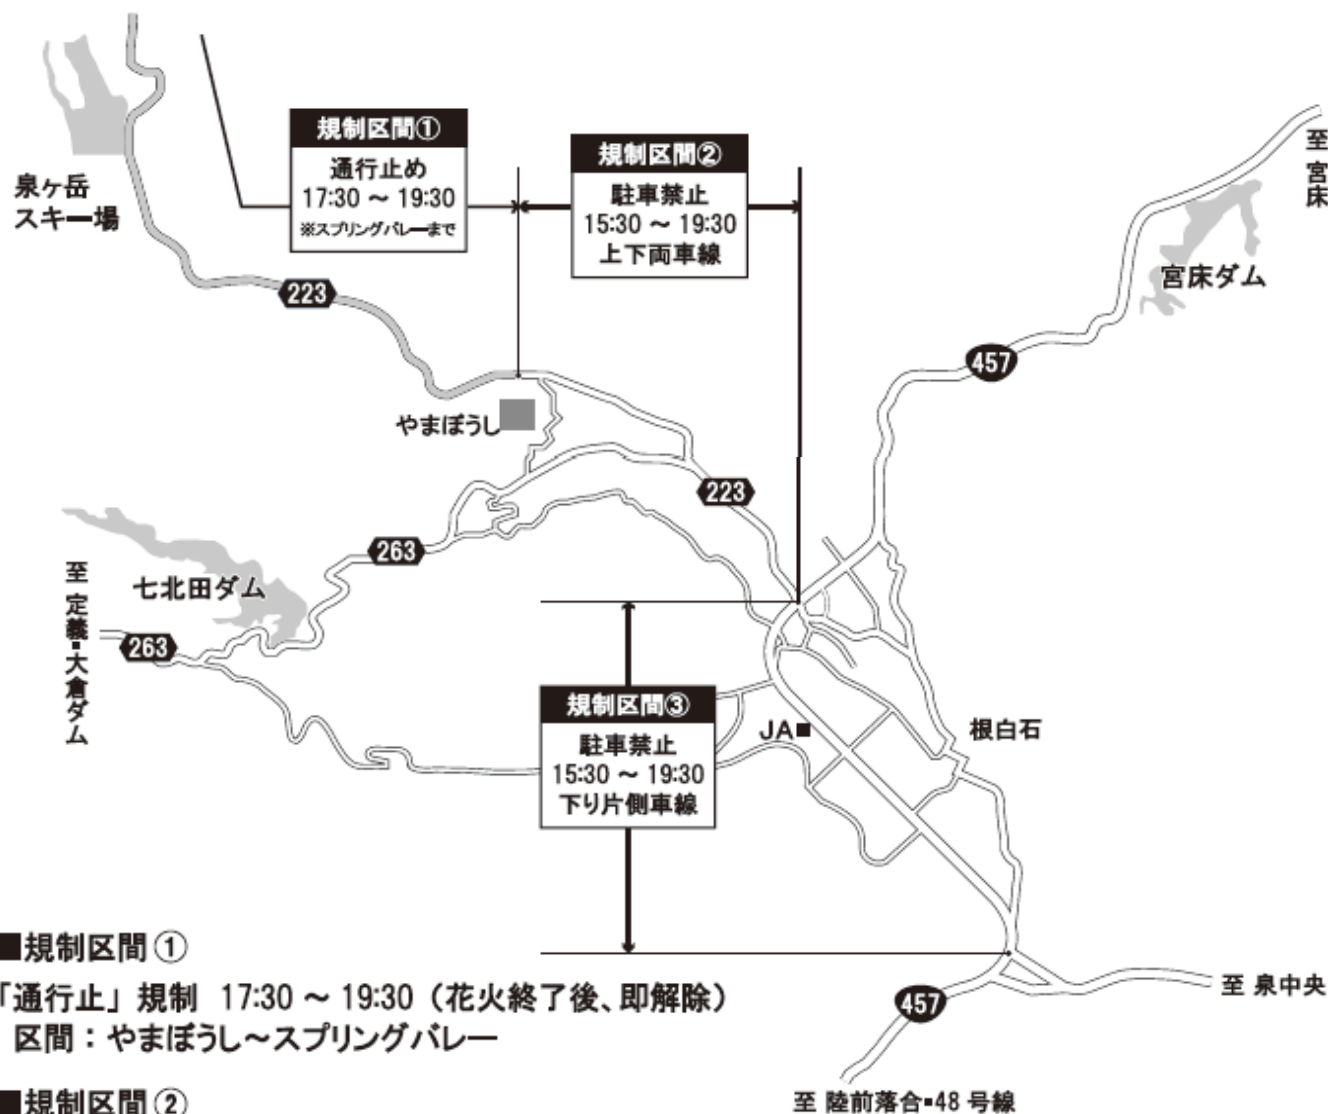 規制区間①
通行止め
17:30 ～ 19:30
※スプリングバレーまで
規制区間②
駐車禁止
15:30 ～ 19:30
上下両車線
至 宮床
泉ヶ岳
スキー場
宮床ダム
223
457
やまぼうし
223
263
至 定義・大倉ダム
七北田ダム
263
規制区間③
駐車禁止
15:30 ～ 19:30
下り片側車線
JA■
根白石
■規制区間①
「通行止」規制 17:30 ～ 19:30（花火終了後、即解除）
区間：やまぼうし～スプリングバレー
457
至 泉中央
■規制区間②
至 陸前落合・48 号線